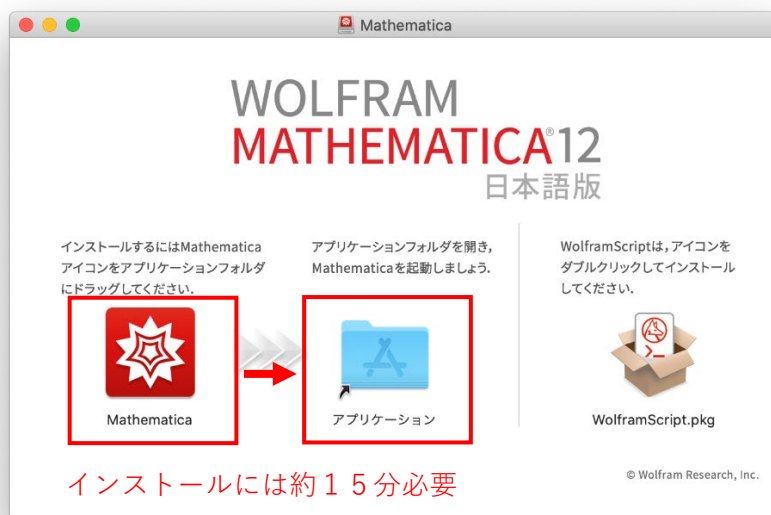 Mathematica
WOLFRAM
MATHEMATICA®12
日本語版
インストールするにはMathematica
アイコンをアプリケーションフォルダ
にドラッグしてください.
アプリケーションフォルダを開き,
Mathematicaを起動しましょう.
WolframScriptは,アイコンを
ダブルクリックしてインストール
してください.
Mathematica
アプリケーション
WolframScript.pkg
インストールには約１５分必要
© Wolfram Research, Inc.